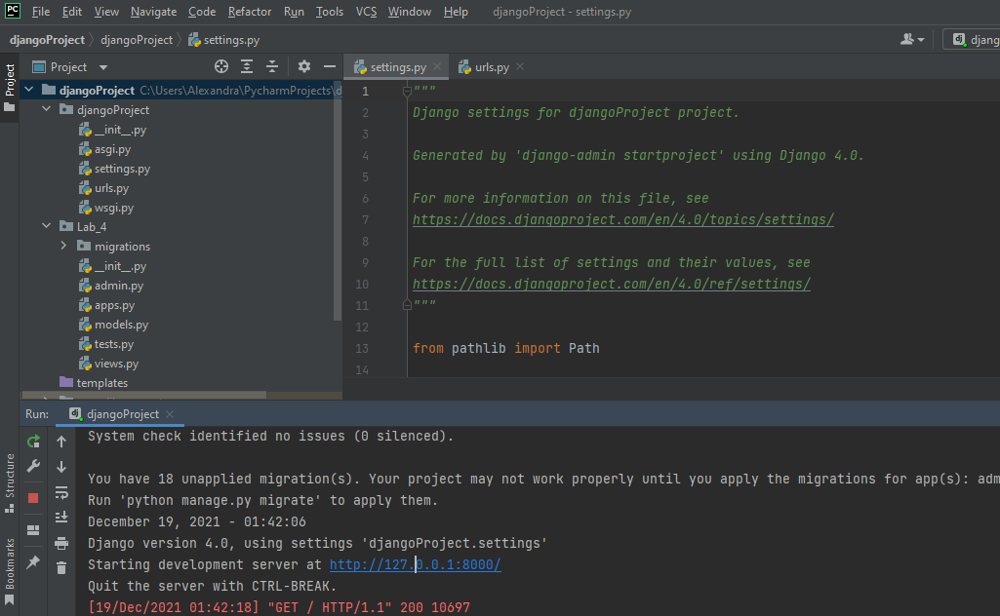 PC File Edit View Navigate Code Refactor Run Tools VCS Window Help djangoProject - settings.py
djangoProject djangoProject settings.py dj djang
Project Project settings.py urls.py
djangoProject C:\Users\Alexandra\PycharmProjects\d
djangoProject
__init__.py
asgi.py
settings.py
urls.py
wsgi.py
Lab_4
migrations
__init__.py
admin.py
apps.py
models.py
tests.py
views.py
templates
1 """
2 Django settings for djangoProject project.
3
4 Generated by 'django-admin startproject' using Django 4.0.
5
6 For more information on this file, see
7 https://docs.djangoproject.com/en/4.0/topics/settings/
8
9 For the full list of settings and their values, see
10 https://docs.djangoproject.com/en/4.0/ref/settings/
11 """
12
13 from pathlib import Path
14
Run: dj djangoProject
System check identified no issues (0 silenced).
You have 18 unapplied migration(s). Your project may not work properly until you apply the migrations for app(s): adm
Run 'python manage.py migrate' to apply them.
December 19, 2021 - 01:42:06
Django version 4.0, using settings 'djangoProject.settings'
Starting development server at http://127.0.0.1:8000/
Quit the server with CTRL-BREAK.
[19/Dec/2021 01:42:18] "GET / HTTP/1.1" 200 10697
Structure
Bookmarks